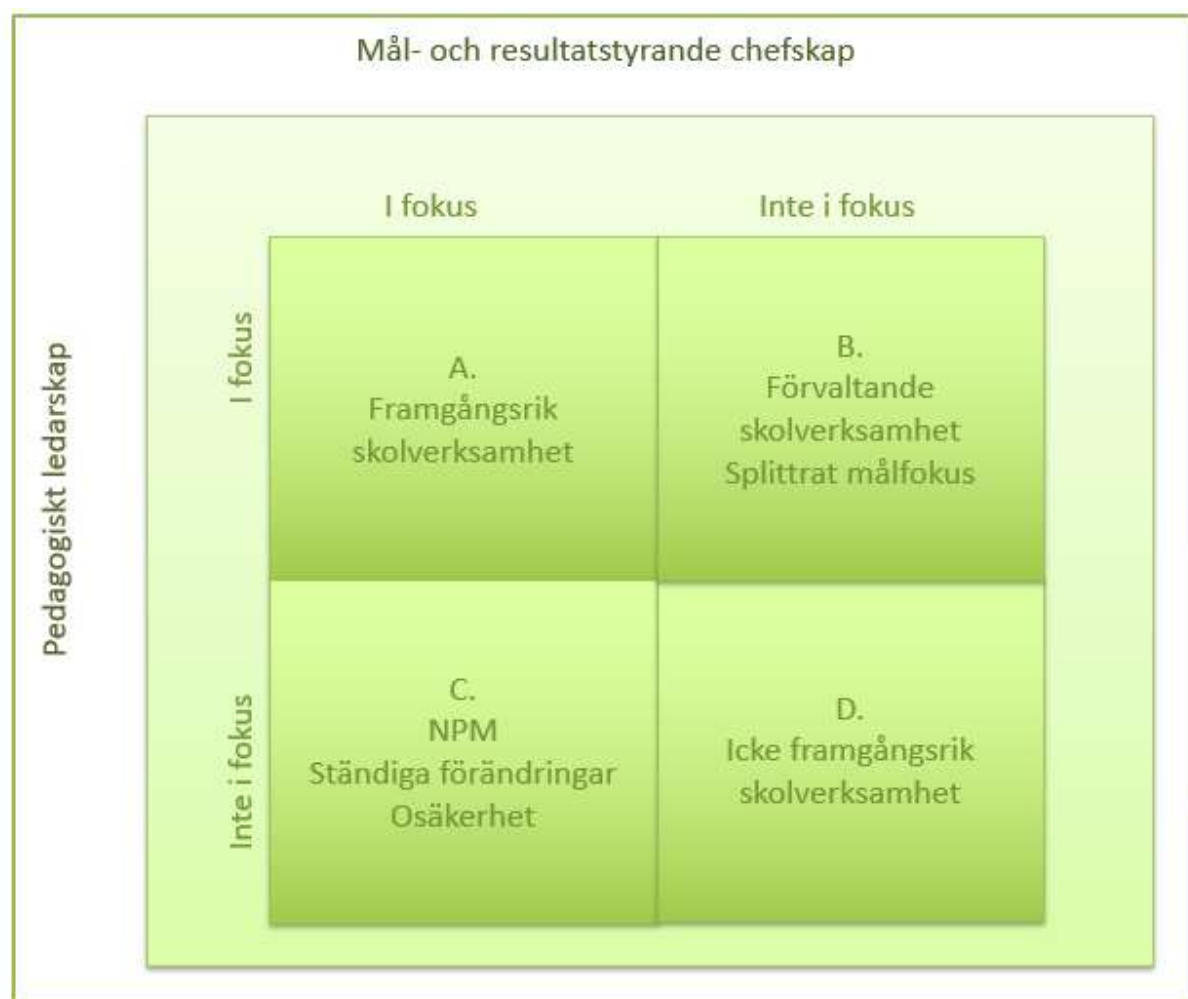 Mål- och resultatstyrande chefskap
I fokus
Inte i fokus
Pedagogiskt ledarskap
I fokus
A.
Framgångsrik
skolverksamhet
B.
Förvaltande
skolverksamhet
Splittrat målfokus
Inte i fokus
C.
NPM
Ständiga förändringar
Osäkerhet
D.
Icke framgångsrik
skolverksamhet